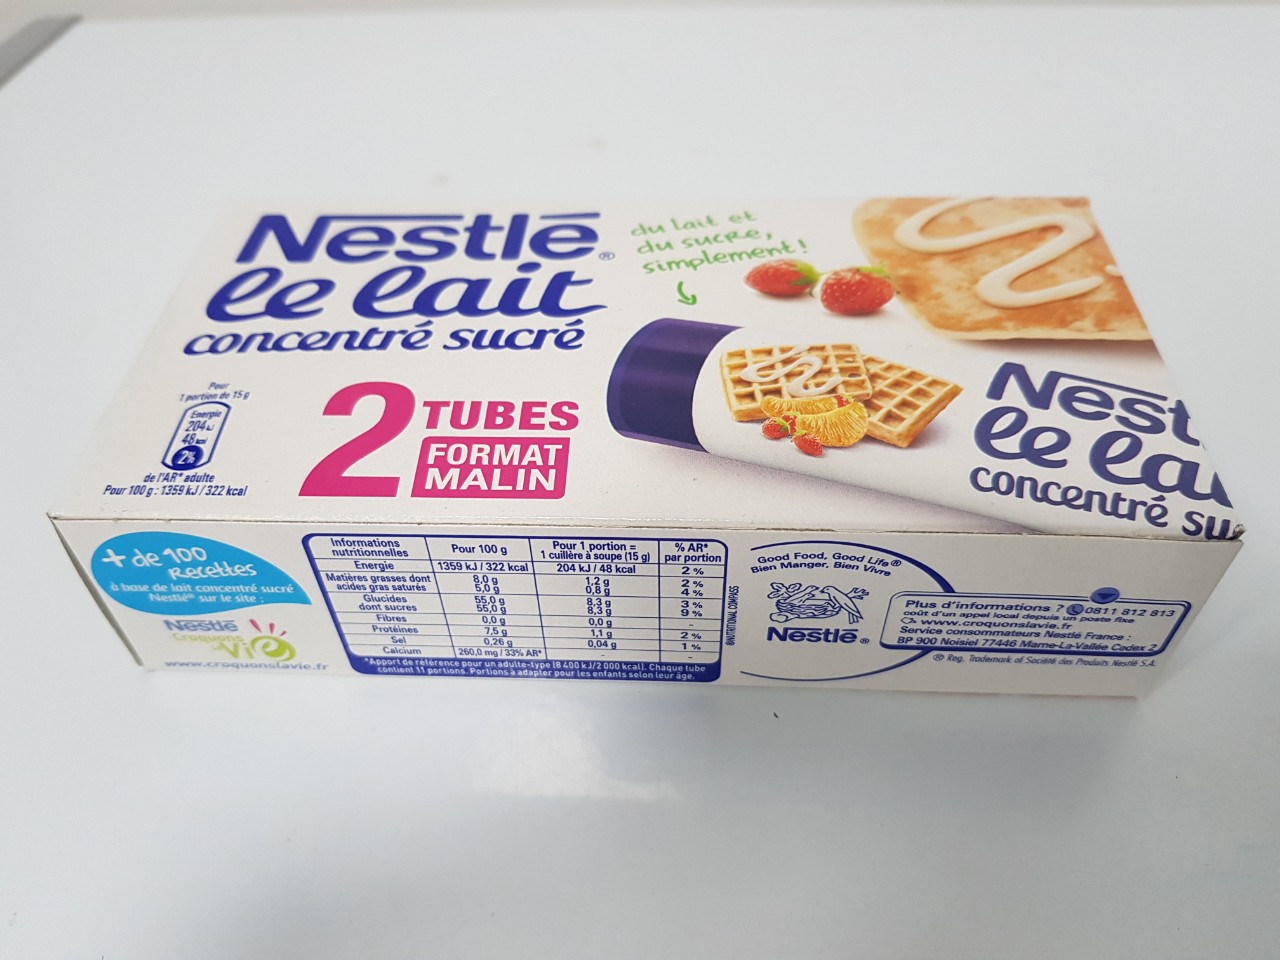 Nestlé®
le lait
concentré sucré
du lait et
du sucre,
simplement!
Pour
1 portion de 15 g
Energie
204 kJ
48 kcal
2%
de l'AR* adulte
Pour 100 g : 1359 kJ / 322 kcal
2 TUBES
FORMAT
MALIN
Nest
le lai
concentré su
+ de 100
Recettes
à base de lait concentré sucré
Nestlé® sur le site :
Nestlé
Croquons
la Vie
www.croquonslavie.fr
Informations nutritionnelles Pour 100 g Pour 1 portion = 1 cuillère à soupe (15 g) % AR* par portion
Energie 1359 kJ / 322 kcal 204 kJ / 48 kcal 2 %
Matières grasses dont 8,0 g 1,2 g 2 %
acides gras saturés 5,0 g 0,8 g 4 %
Glucides 55,0 g 8,3 g 3 %
dont sucres 55,0 g 8,3 g 9 %
Fibres 0,0 g 0,0 g -
Protéines 7,5 g 1,1 g 2 %
Sel 0,26 g 0,04 g 1 %
Calcium 260,0 mg / 33% AR* - -
*Apport de référence pour un adulte-type (8 400 kJ/2 000 kcal). Chaque tube
contient 11 portions. Portions à adapter pour les enfants selon leur âge.
®NUTRITIONAL COMPASS
Good Food, Good Life®
Bien Manger, Bien Vivre
Nestlé®
Plus d'informations ? 0811 812 813
coût d'un appel local depuis un poste fixe
www.croquonslavie.fr
Service consommateurs Nestlé France :
BP 900 Noisiel 77446 Marne-La-Vallée Cedex 2
® Reg. Trademark of Société des Produits Nestlé S.A.